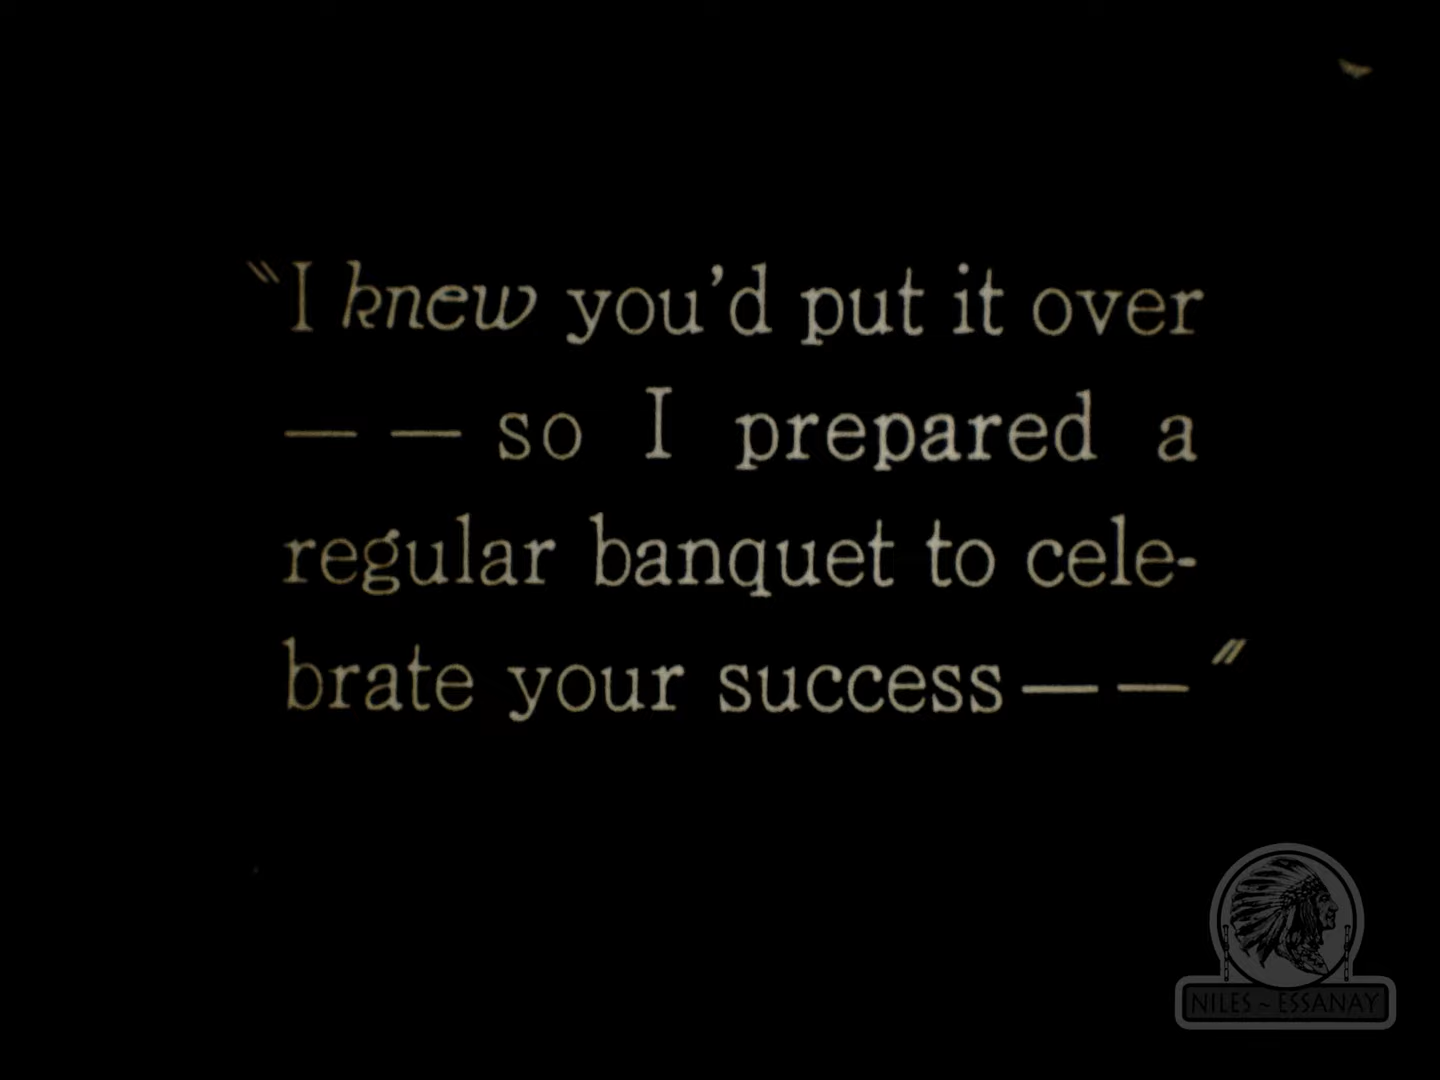 "I knew you'd put it over
— — so I prepared a
regular banquet to cele-
brate your success — —"
NILES ~ ESSANAY